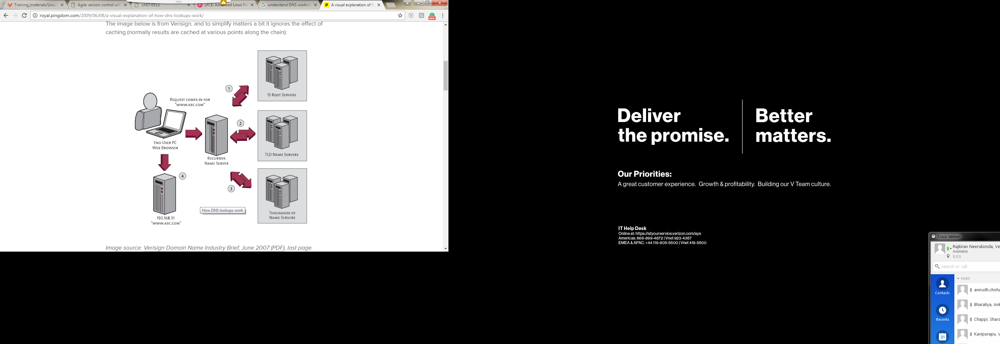 Training_materials/Linux
Agile version control wit
ch07.6513
LFCE: Advanced Linux Ne
understand DNS working
A visual explanation of h
royal.pingdom.com/2009/06/08/a-visual-explanation-of-how-dns-lookups-work/
NEW
The image below is from Verisign, and to simplify matters a bit it ignores the effect of
caching (normally results are cached at various points along the chain):
13 ROOT SERVERS
1
REQUEST COMES IN FOR
"WWW.ABC.COM"
2
END USER PC
WEB BROWSER
TLD NAME SERVERS
RECURSIVE
NAME SERVER
4
3
How DNS lookups work
THOUSANDS OF
NAME SERVERS
192.168.31
"WWW.ABC.COM"
Image source: Verisign Domain Name Industry Brief, June 2007 (PDF), last page.
Deliver
the promise.
Better
matters.
Our Priorities:
A great customer experience. Growth & profitability. Building our V Team culture.
IT Help Desk
Online at: https://atyourservice.verizon.com/ays
Americas: 866-899-4872 | Vnet 923-4357
EMEA & APAC: +44 118-905-5500 | Vnet 419-5500
Cisco Jabber
Rajkiran Neerukonda, Ve
Available
:) :) :)
Search or call
HUM
Contacts
anirudh.choha
Bharatiya, Ank
Recents
Chappi, Shara
Kavipurapu, V
31